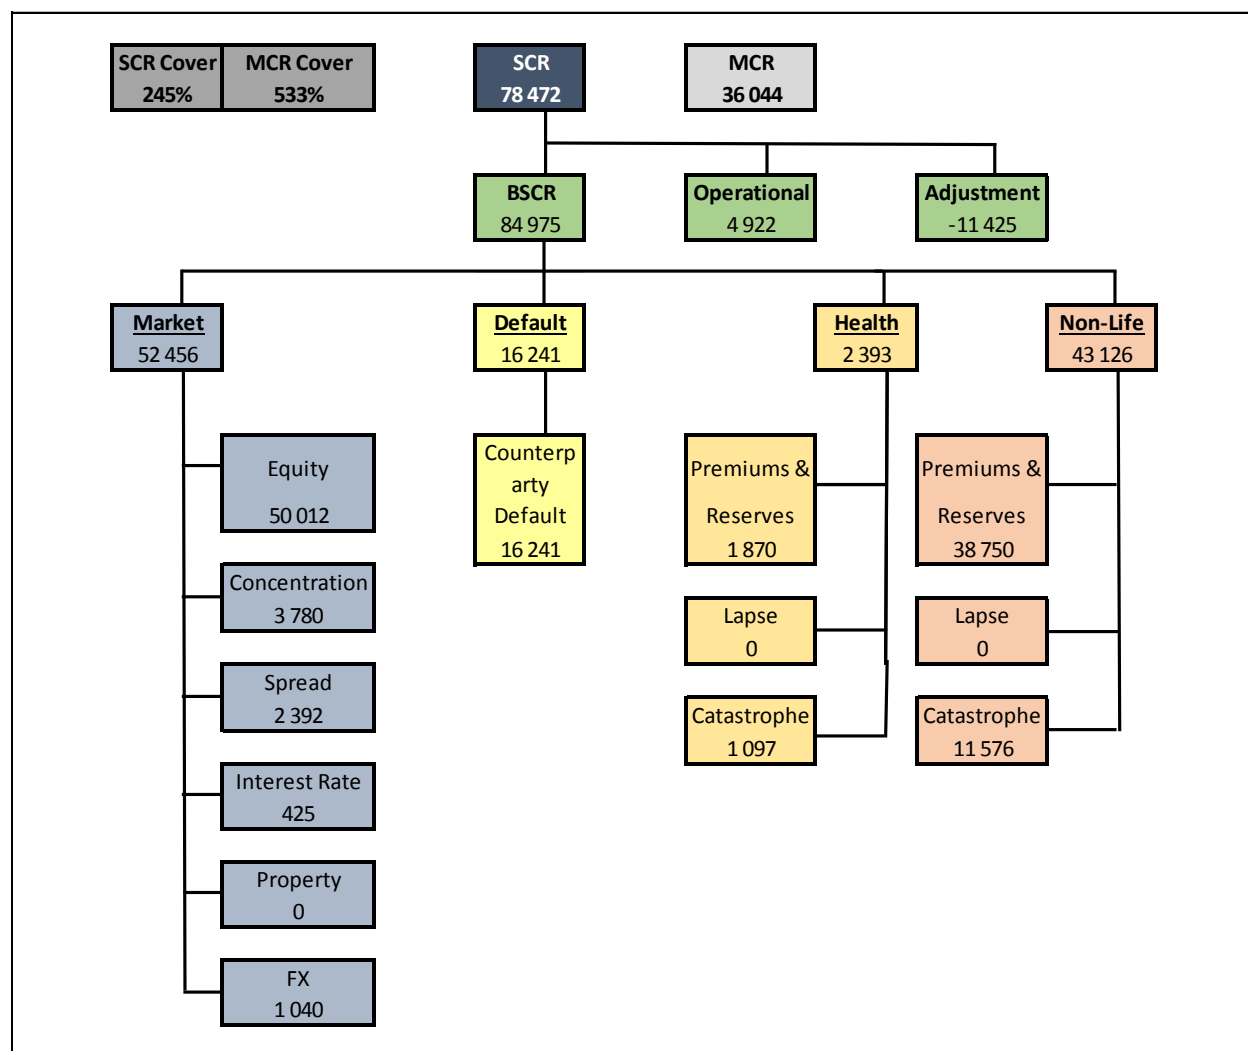 SCR Cover
245%
MCR Cover
533%
SCR
78 472
MCR
36 044
BSCR
84 975
Operational
4 922
Adjustment
-11 425
Market
52 456
Default
16 241
Health
2 393
Non-Life
43 126
Equity
50 012
Concentration
3 780
Spread
2 392
Interest Rate
425
Property
0
FX
1 040
Counterp
arty
Default
16 241
Premiums &
Reserves
1 870
Lapse
0
Catastrophe
1 097
Premiums &
Reserves
38 750
Lapse
0
Catastrophe
11 576